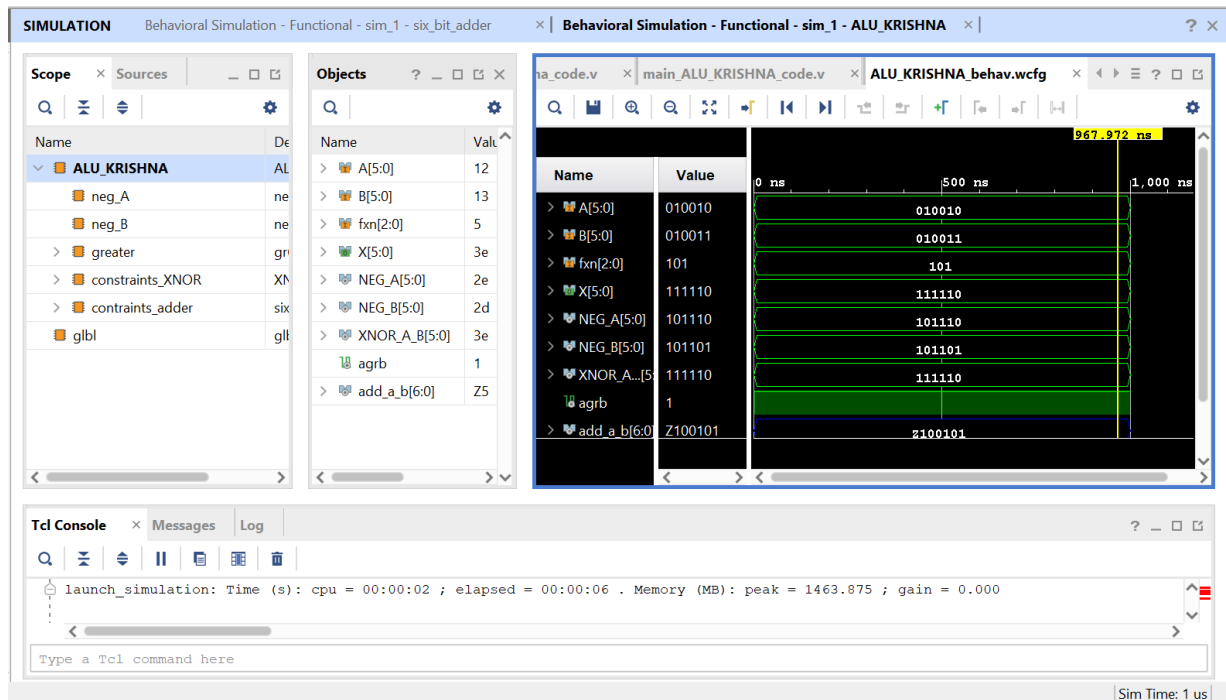 SIMULATION Behavioral Simulation - Functional - sim_1 - six_bit_adder × Behavioral Simulation - Functional - sim_1 - ALU_KRISHNA × ? ×
Scope × Sources
Name De
ALU_KRISHNA AL
neg_A ne
neg_B ne
greater gr
constraints_XNOR XN
contraints_adder six
glbl glb
Objects ? ×
Name Valu
A[5:0] 12
B[5:0] 13
fxn[2:0] 5
X[5:0] 3e
NEG_A[5:0] 2e
NEG_B[5:0] 2d
XNOR_A_B[5:0] 3e
agrb 1
add_a_b[6:0] Z5
na_code.v × main_ALU_KRISHNA_code.v × ALU_KRISHNA_behav.wcfg × ?
967.972 ns
Name Value 0 ns 500 ns 1,000 ns
A[5:0] 010010 010010
B[5:0] 010011 010011
fxn[2:0] 101 101
X[5:0] 111110 111110
NEG_A[5:0] 101110 101110
NEG_B[5:0] 101101 101101
XNOR_A...[5: 111110 111110
agrb 1
add_a_b[6:0] Z100101 Z100101
Tcl Console × Messages Log ?
launch_simulation: Time (s): cpu = 00:00:02 ; elapsed = 00:00:06 . Memory (MB): peak = 1463.875 ; gain = 0.000
Type a Tcl command here
Sim Time: 1 us